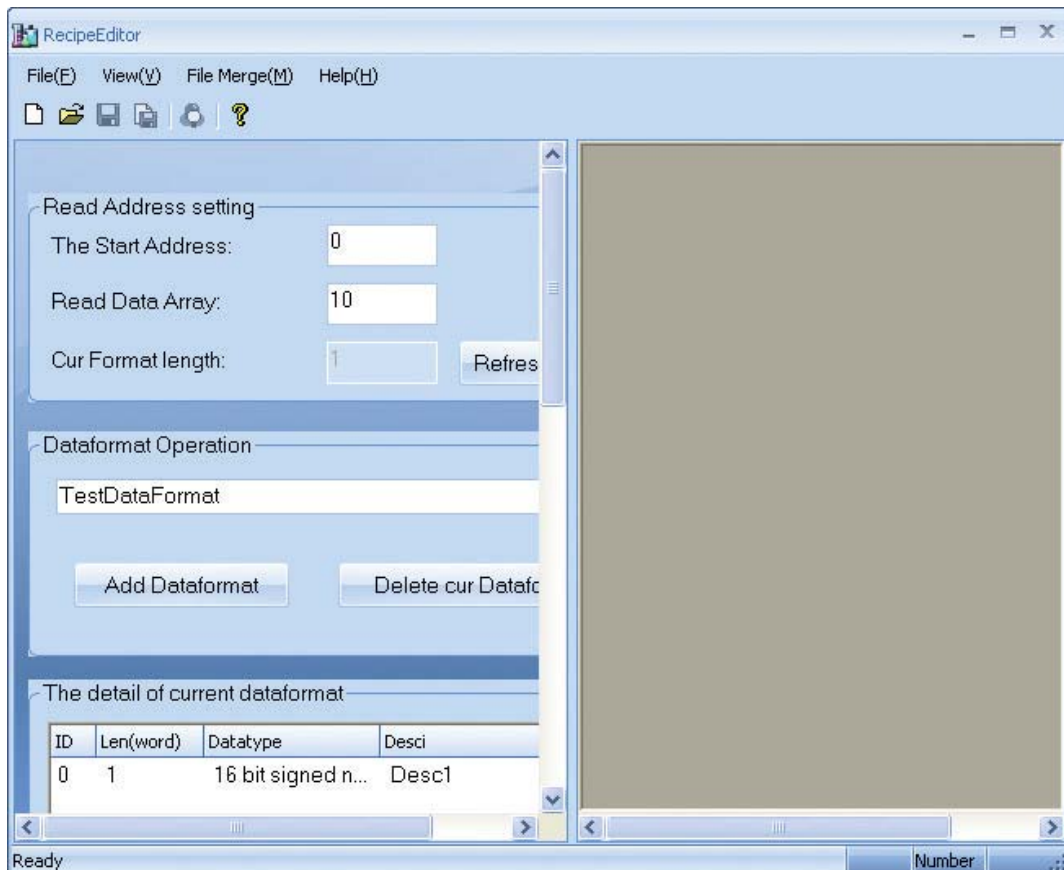 RecipeEditor
File(F) View(V) File Merge(M) Help(H)
Read Address setting
The Start Address: 0
Read Data Array: 10
Cur Format length: 1 Refres
Dataformat Operation
TestDataFormat
Add Dataformat Delete cur Datafo
The detail of current dataformat
ID Len(word) Datatype Desci
0 1 16 bit signed n... Desc1
Ready Number